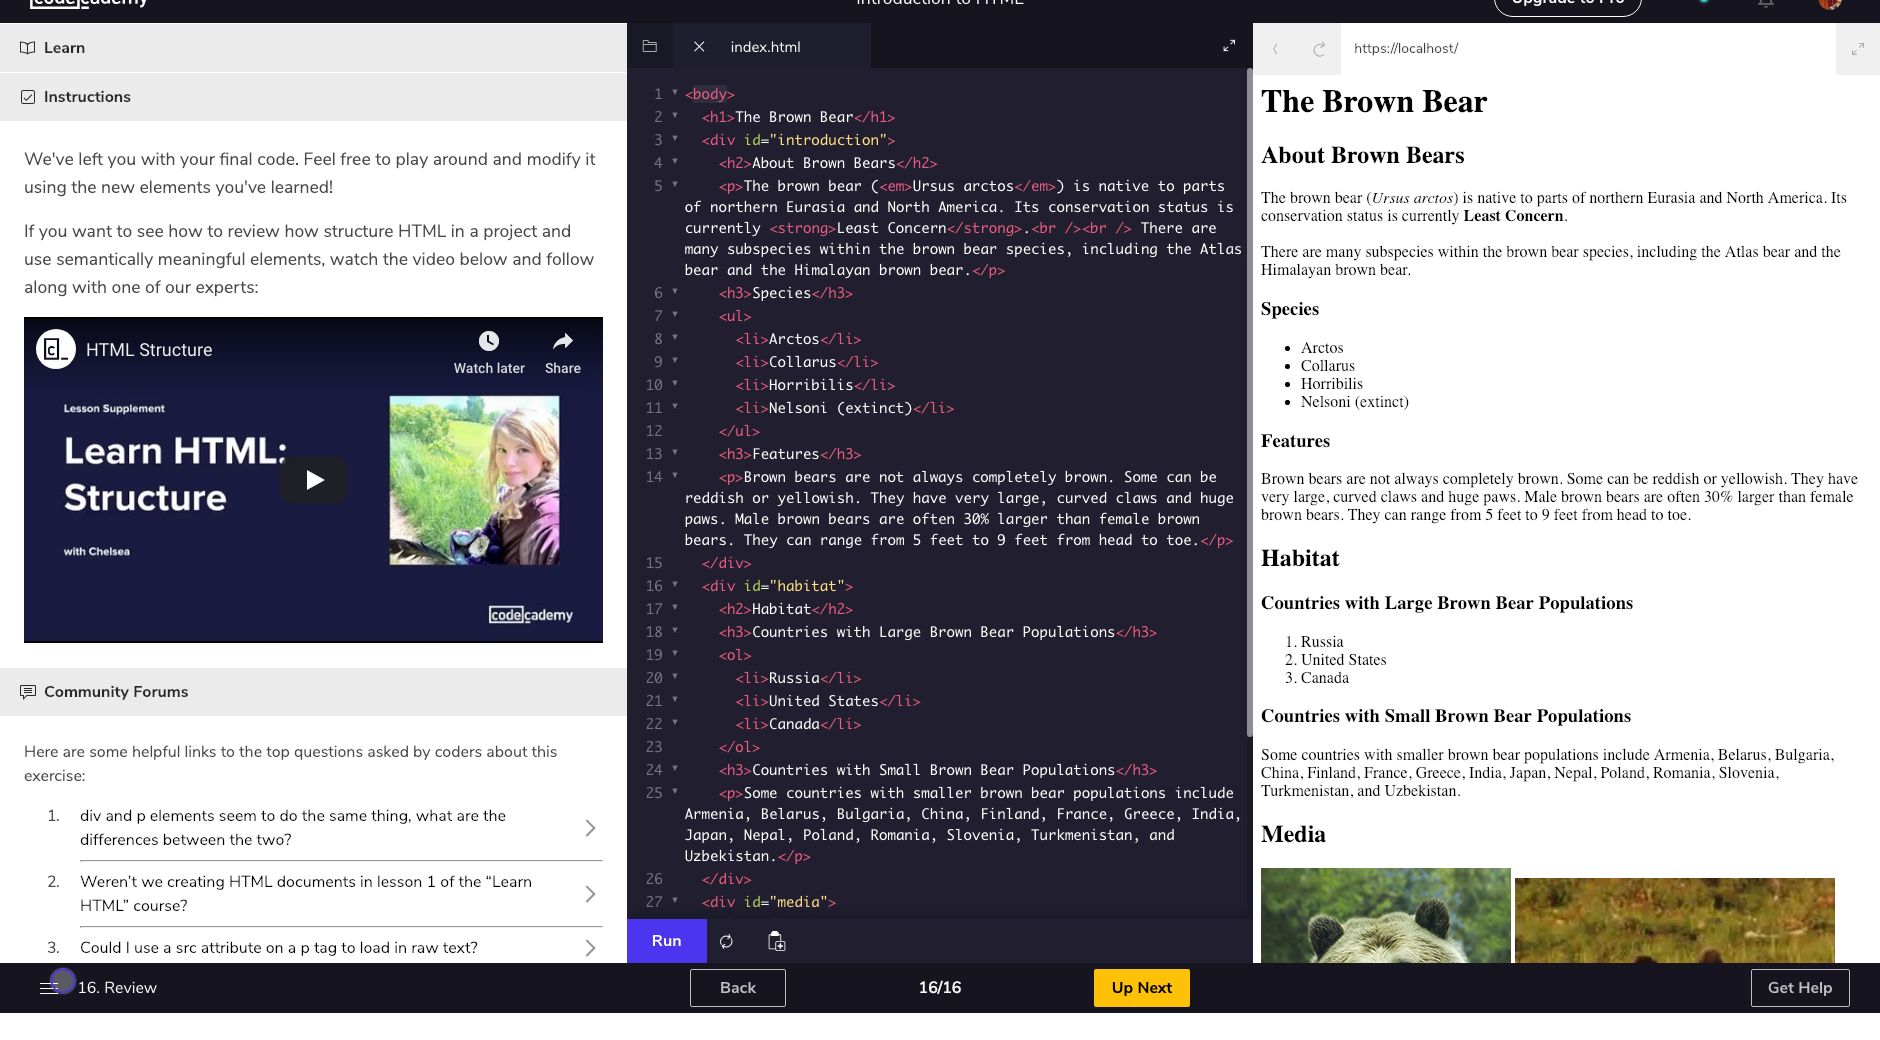 codecademy
Introduction to HTML
Upgrade to Pro
Learn
Instructions
We've left you with your final code. Feel free to play around and modify it
using the new elements you've learned!
If you want to see how to review how structure HTML in a project and
use semantically meaningful elements, watch the video below and follow
along with one of our experts:
HTML Structure
Watch later
Share
Lesson Supplement
Learn HTML:
Structure
with Chelsea
codecademy
Community Forums
Here are some helpful links to the top questions asked by coders about this
exercise:
1. div and p elements seem to do the same thing, what are the
differences between the two?
2. Weren’t we creating HTML documents in lesson 1 of the “Learn
HTML” course?
3. Could I use a src attribute on a p tag to load in raw text?
index.html
1 <body>
2 <h1>The Brown Bear</h1>
3 <div id="introduction">
4 <h2>About Brown Bears</h2>
5 <p>The brown bear (<em>Ursus arctos</em>) is native to parts
of northern Eurasia and North America. Its conservation status is
currently <strong>Least Concern</strong>.<br /><br /> There are
many subspecies within the brown bear species, including the Atlas
bear and the Himalayan brown bear.</p>
6 <h3>Species</h3>
7 <ul>
8 <li>Arctos</li>
9 <li>Collarus</li>
10 <li>Horribilis</li>
11 <li>Nelsoni (extinct)</li>
12 </ul>
13 <h3>Features</h3>
14 <p>Brown bears are not always completely brown. Some can be
reddish or yellowish. They have very large, curved claws and huge
paws. Male brown bears are often 30% larger than female brown
bears. They can range from 5 feet to 9 feet from head to toe.</p>
15 </div>
16 <div id="habitat">
17 <h2>Habitat</h2>
18 <h3>Countries with Large Brown Bear Populations</h3>
19 <ol>
20 <li>Russia</li>
21 <li>United States</li>
22 <li>Canada</li>
23 </ol>
24 <h3>Countries with Small Brown Bear Populations</h3>
25 <p>Some countries with smaller brown bear populations include
Armenia, Belarus, Bulgaria, China, Finland, France, Greece, India,
Japan, Nepal, Poland, Romania, Slovenia, Turkmenistan, and
Uzbekistan.</p>
26 </div>
27 <div id="media">
Run
https://localhost/
The Brown Bear
About Brown Bears
The brown bear (Ursus arctos) is native to parts of northern Eurasia and North America. Its
conservation status is currently Least Concern.
There are many subspecies within the brown bear species, including the Atlas bear and the
Himalayan brown bear.
Species
• Arctos
• Collarus
• Horribilis
• Nelsoni (extinct)
Features
Brown bears are not always completely brown. Some can be reddish or yellowish. They have
very large, curved claws and huge paws. Male brown bears are often 30% larger than female
brown bears. They can range from 5 feet to 9 feet from head to toe.
Habitat
Countries with Large Brown Bear Populations
1. Russia
2. United States
3. Canada
Countries with Small Brown Bear Populations
Some countries with smaller brown bear populations include Armenia, Belarus, Bulgaria,
China, Finland, France, Greece, India, Japan, Nepal, Poland, Romania, Slovenia,
Turkmenistan, and Uzbekistan.
Media
16. Review
Back
16/16
Up Next
Get Help